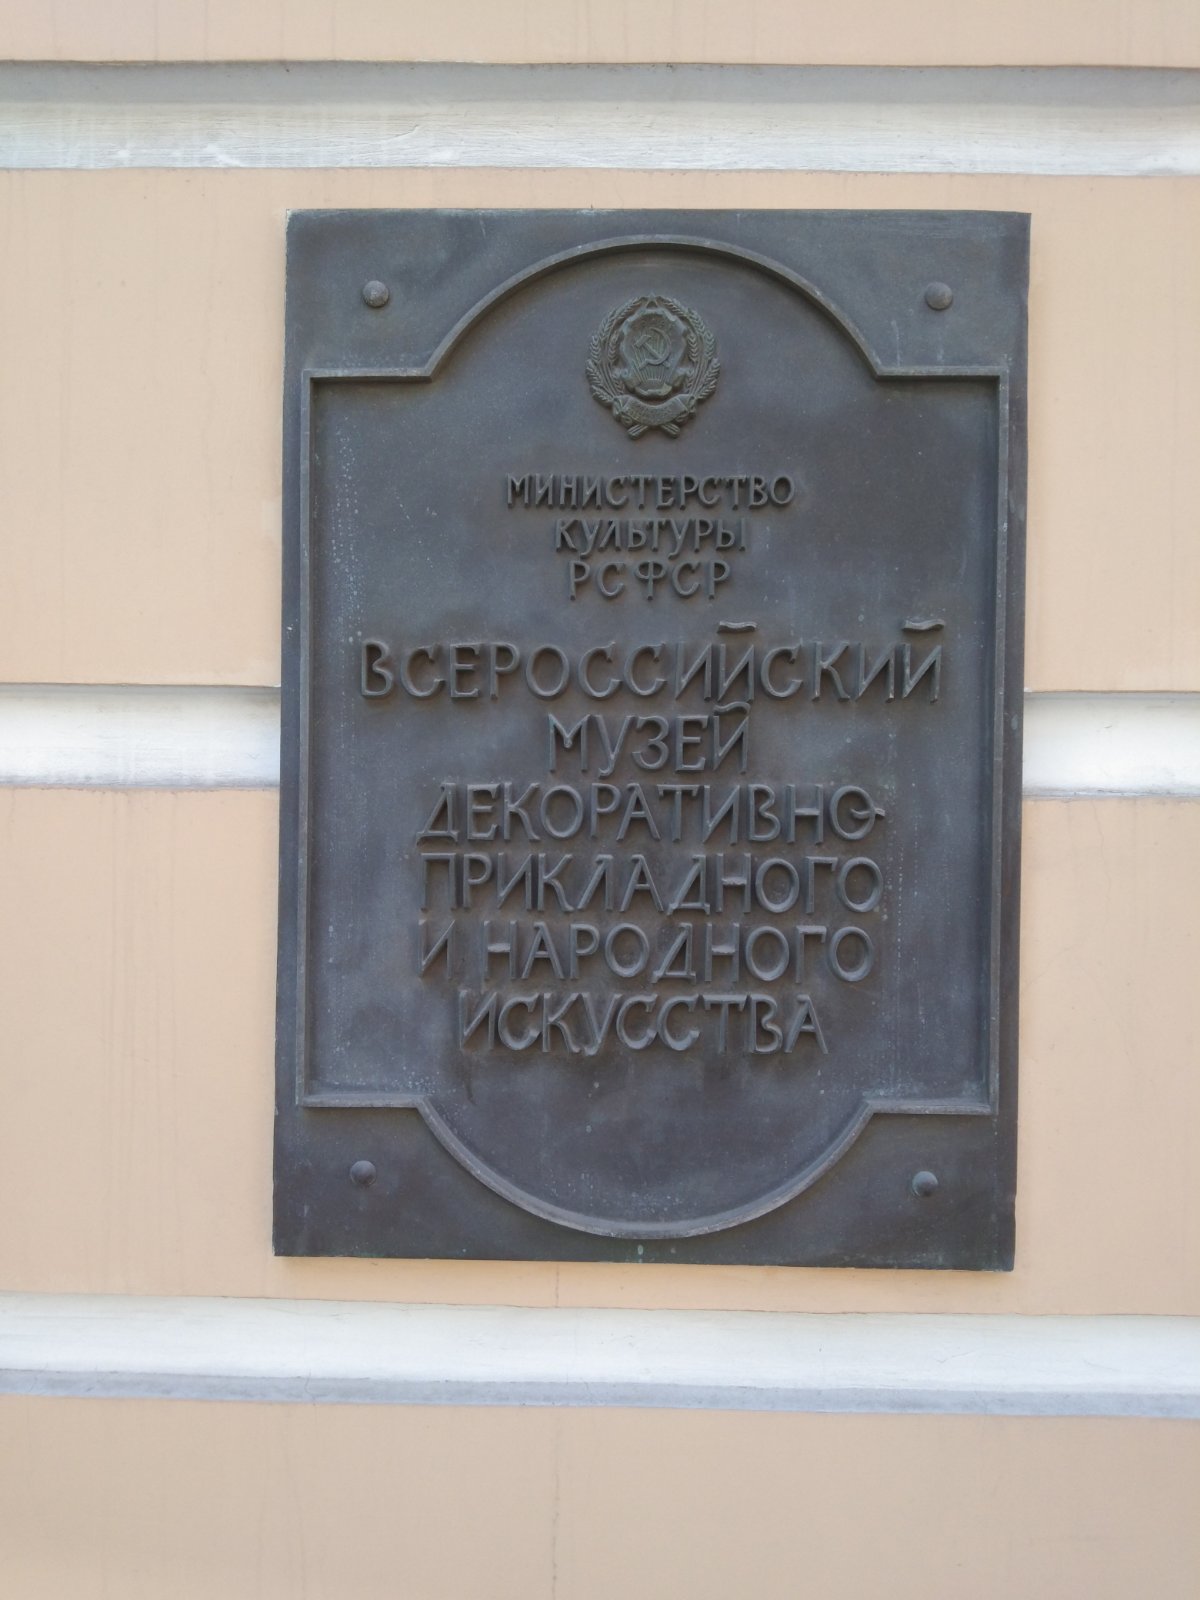 МИНИСТЕРСТВО
КУЛЬТУРЫ
РСФСР
ВСЕРОССИЙСКИЙ
МУЗЕЙ
ДЕКОРАТИВНО-
ПРИКЛАДНОГО
И НАРОДНОГО
ИСКУССТВА